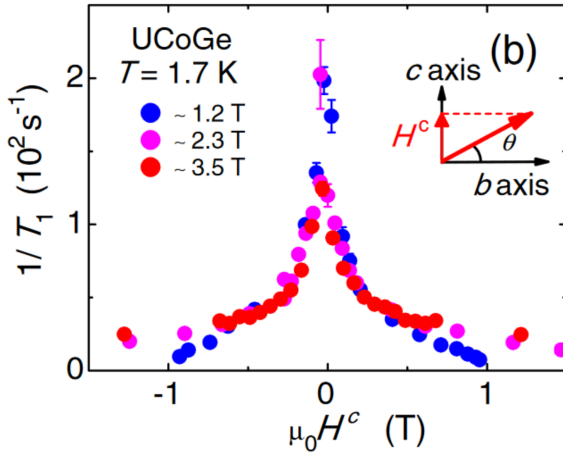 UCoGe
T = 1.7 K
~ 1.2 T
~ 2.3 T
~ 3.5 T
(b)
c axis
H^c
θ
b axis
2
1
0
1/T_1 (10^2 s^-1)
-1 0 1
μ_0H^c (T)